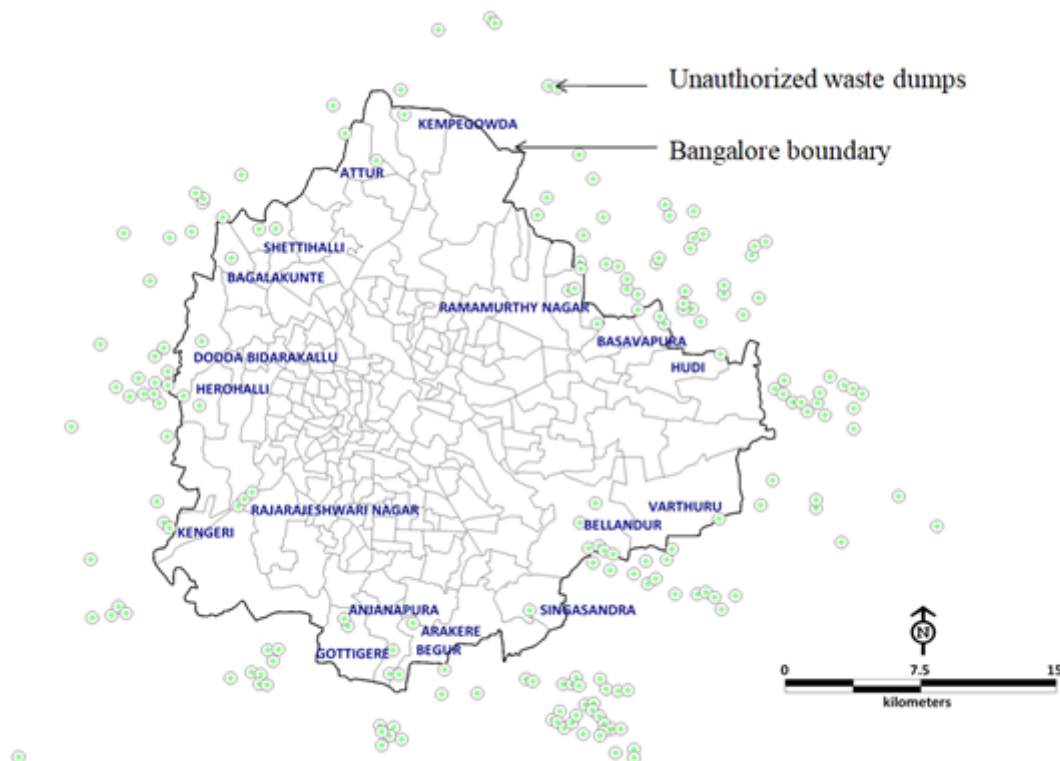 Unauthorized waste dumps
KEMPEGOWDA
Bangalore boundary
ATTUR
SHETTIHALLI
BAGALAKUNTE
RAMAMURTHY NAGAR
BASAVAPURA
DODDA BIDARAKALLU
HUDI
HEROHALLI
VARTHURU
RAJARAJESHWARI NAGAR
BELLANDUR
KENGERI
ANJANAPURA
SINGASANDRA
ARAKERE
GOTTIGERE
BEGUR
N
0 7.5 15
kilometers